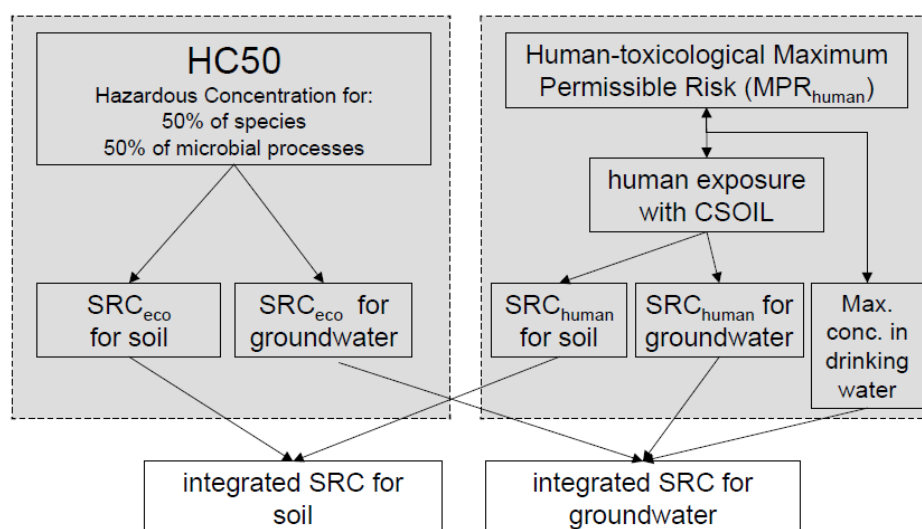 HC50
Hazardous Concentration for:
50% of species
50% of microbial processes
Human-toxicological Maximum
Permissible Risk (MPRhuman)
human exposure
with CSOIL
SRCeco
for soil
SRCeco for
groundwater
SRChuman
for soil
SRChuman for
groundwater
Max.
conc. in
drinking
water
integrated SRC for
soil
integrated SRC for
groundwater